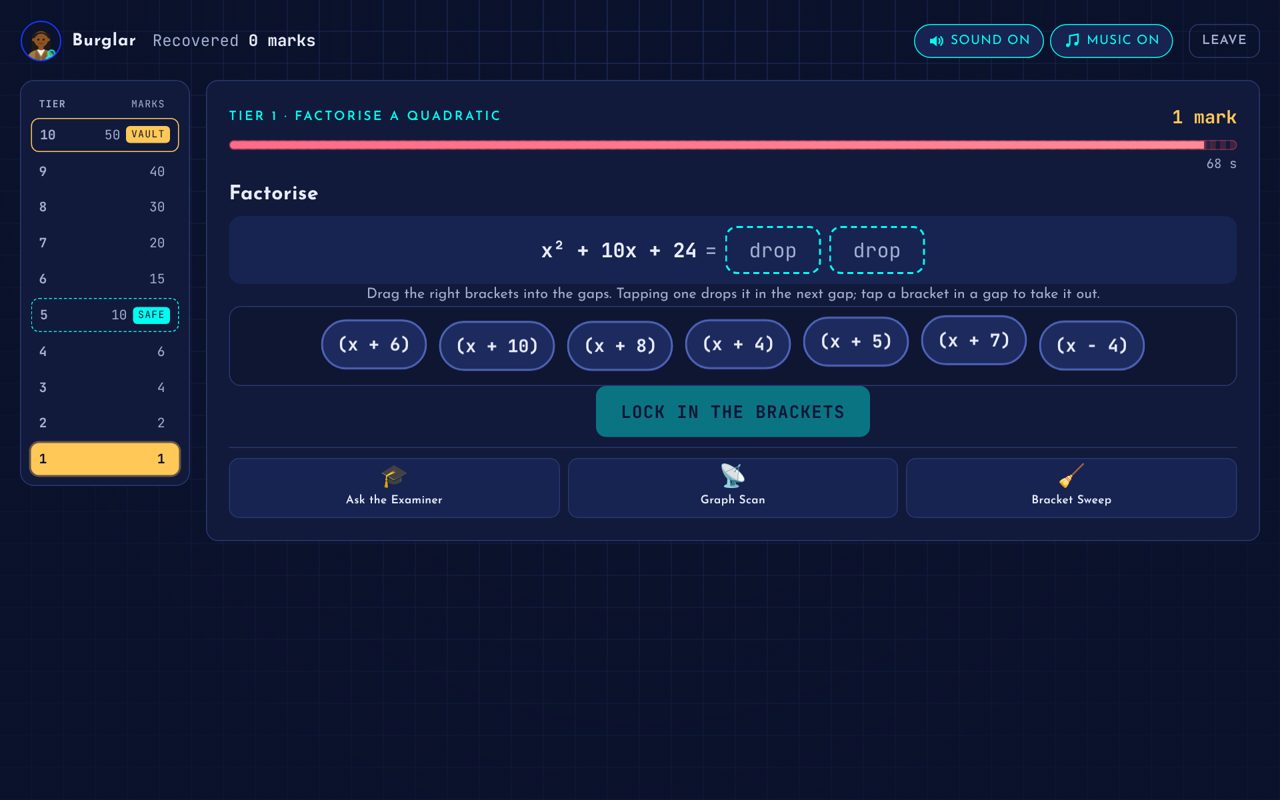 Burglar Recovered 0 marks
SOUND ON
MUSIC ON
LEAVE
TIER MARKS
10 50 VAULT
9 40
8 30
7 20
6 15
5 10 SAFE
4 6
3 4
2 2
1 1
TIER 1 · FACTORISE A QUADRATIC
1 mark
68 s
Factorise
x² + 10x + 24 = drop drop
Drag the right brackets into the gaps. Tapping one drops it in the next gap; tap a bracket in a gap to take it out.
(x + 6) (x + 10) (x + 8) (x + 4) (x + 5) (x + 7) (x - 4)
LOCK IN THE BRACKETS
Ask the Examiner
Graph Scan
Bracket Sweep